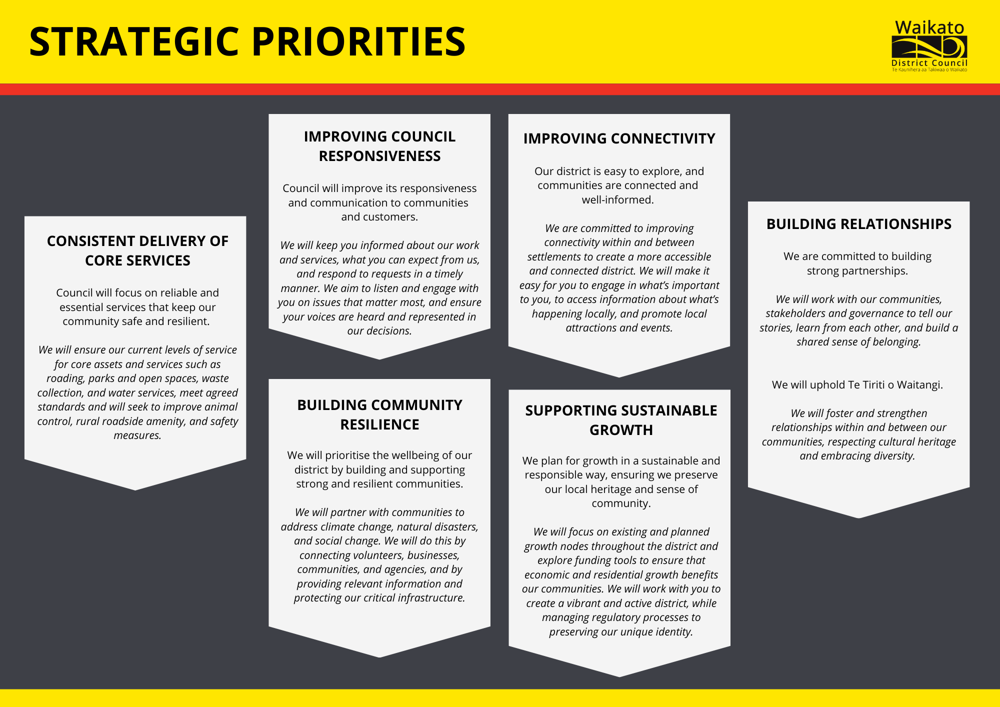 STRATEGIC PRIORITIES
Waikato
District Council
Te Kaunihera aa Takiwaa o Waikato
CONSISTENT DELIVERY OF
CORE SERVICES
Council will focus on reliable and
essential services that keep our
community safe and resilient.
We will ensure our current levels of service
for core assets and services such as
roading, parks and open spaces, waste
collection, and water services, meet agreed
standards and will seek to improve animal
control, rural roadside amenity, and safety
measures.
IMPROVING COUNCIL
RESPONSIVENESS
Council will improve its responsiveness
and communication to communities
and customers.
We will keep you informed about our work
and services, what you can expect from us,
and respond to requests in a timely
manner. We aim to listen and engage with
you on issues that matter most, and ensure
your voices are heard and represented in
our decisions.
BUILDING COMMUNITY
RESILIENCE
We will prioritise the wellbeing of our
district by building and supporting
strong and resilient communities.
We will partner with communities to
address climate change, natural disasters,
and social change. We will do this by
connecting volunteers, businesses,
communities, and agencies, and by
providing relevant information and
protecting our critical infrastructure.
IMPROVING CONNECTIVITY
Our district is easy to explore, and
communities are connected and
well-informed.
We are committed to improving
connectivity within and between
settlements to create a more accessible
and connected district. We will make it
easy for you to engage in what’s important
to you, to access information about what’s
happening locally, and promote local
attractions and events.
SUPPORTING SUSTAINABLE
GROWTH
We plan for growth in a sustainable and
responsible way, ensuring we preserve
our local heritage and sense of
community.
We will focus on existing and planned
growth nodes throughout the district and
explore funding tools to ensure that
economic and residential growth benefits
our communities. We will work with you to
create a vibrant and active district, while
managing regulatory processes to
preserving our unique identity.
BUILDING RELATIONSHIPS
We are committed to building
strong partnerships.
We will work with our communities,
stakeholders and governance to tell our
stories, learn from each other, and build a
shared sense of belonging.
We will uphold Te Tiriti o Waitangi.
We will foster and strengthen
relationships within and between our
communities, respecting cultural heritage
and embracing diversity.